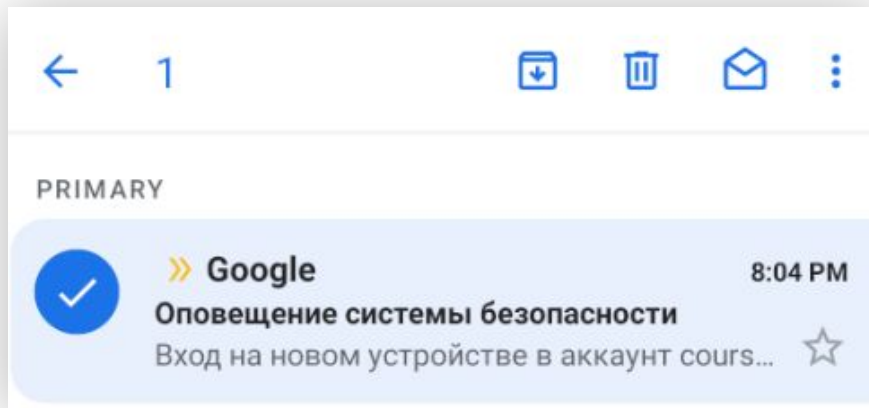 1
PRIMARY
Google 8:04 PM
Оповещение системы безопасности
Вход на новом устройстве в аккаунт cours...